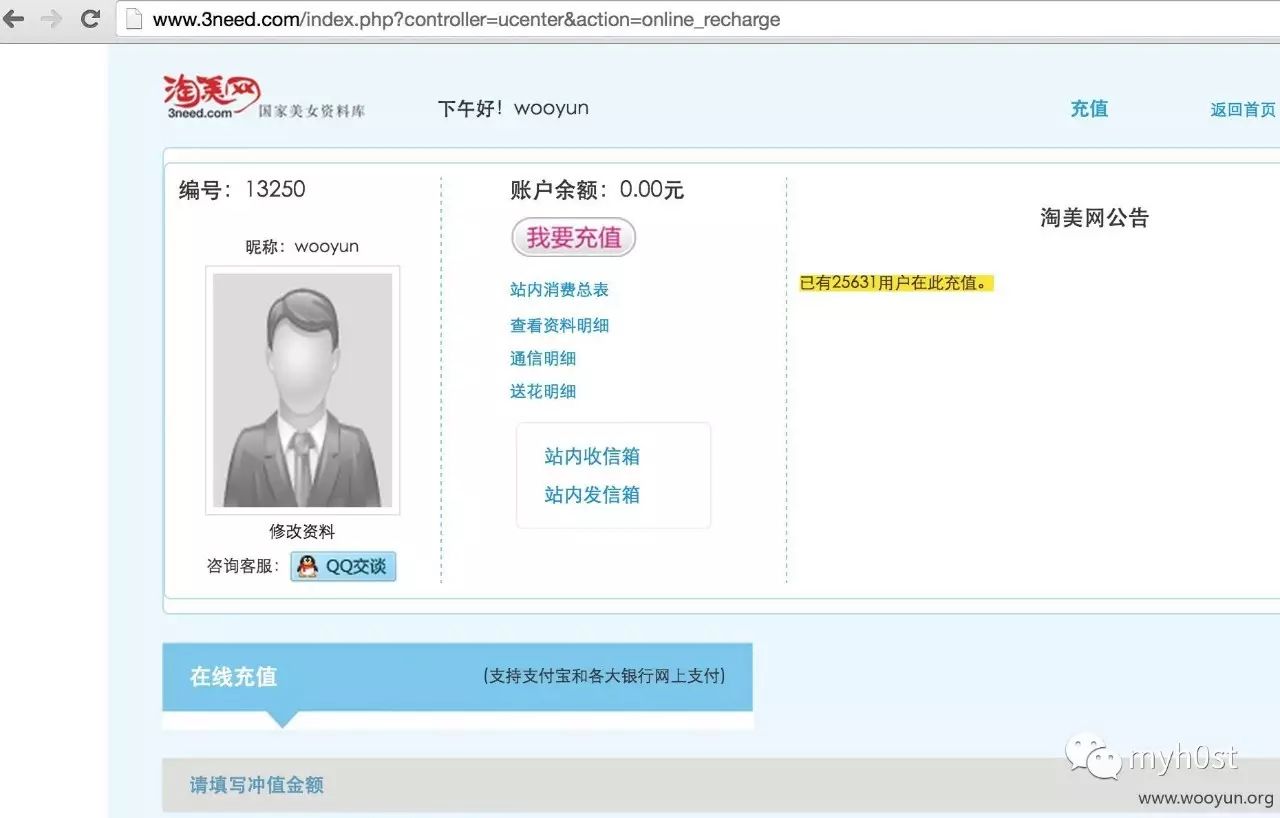 www.3need.com/index.php?controller=ucenter&action=online_recharge
淘美网
3need.com 国家美女资料库
下午好！wooyun
充值
返回首页
编号：13250
昵称：wooyun
修改资料
咨询客服：
QQ交谈
账户余额：0.00元
我要充值
站内消费总表
查看资料明细
通信明细
送花明细
站内收信箱
站内发信箱
淘美网公告
已有25631用户在此充值。
在线充值
(支持支付宝和各大银行网上支付)
请填写冲值金额
myh0st
www.wooyun.org